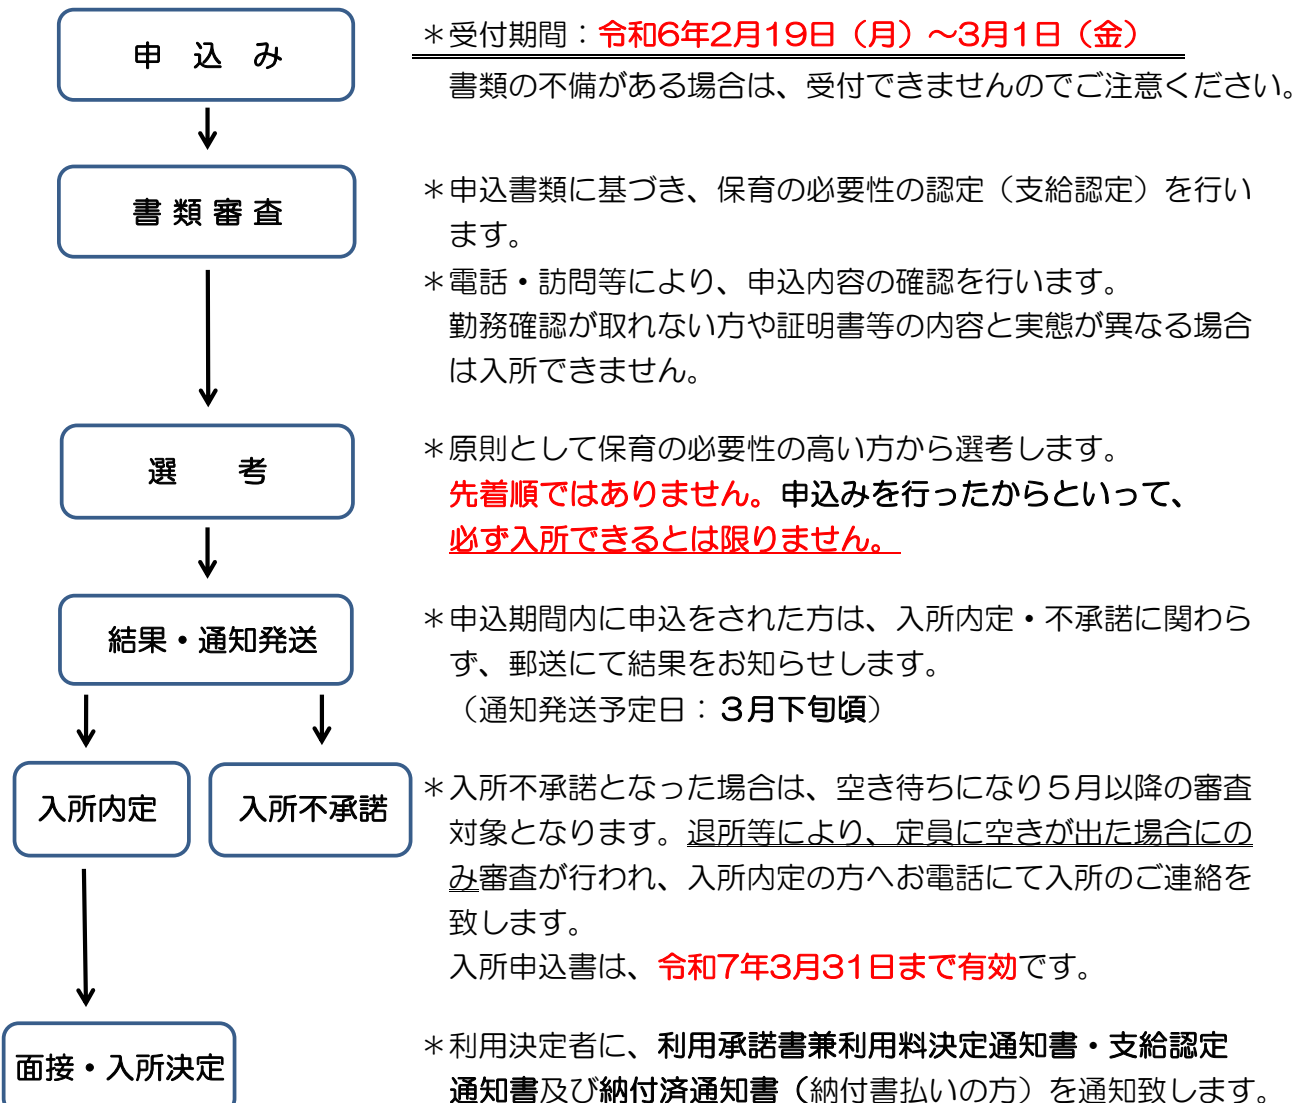 申　込　み
＊受付期間：令和6年2月19日（月）～3月1日（金）
書類の不備がある場合は、受付できませんのでご注意ください。
書 類 審 査
＊申込書類に基づき、保育の必要性の認定（支給認定）を行い
ます。
＊電話・訪問等により、申込内容の確認を行います。
勤務確認が取れない方や証明書等の内容と実態が異なる場合
は入所できません。
選　　考
＊原則として保育の必要性の高い方から選考します。
先着順ではありません。申込みを行ったからといって、
必ず入所できるとは限りません。
結果・通知発送
＊申込期間内に申込をされた方は、入所内定・不承諾に関わら
ず、郵送にて結果をお知らせします。
（通知発送予定日：３月下旬頃）
入所内定
入所不承諾
＊入所不承諾となった場合は、空き待ちになり５月以降の審査
対象となります。退所等により、定員に空きが出た場合にの
み審査が行われ、入所内定の方へお電話にて入所のご連絡を
致します。
入所申込書は、令和7年3月31日まで有効です。
面接・入所決定
＊利用決定者に、利用承諾書兼利用料決定通知書・支給認定
通知書及び納付済通知書（納付書払いの方）を通知致します。